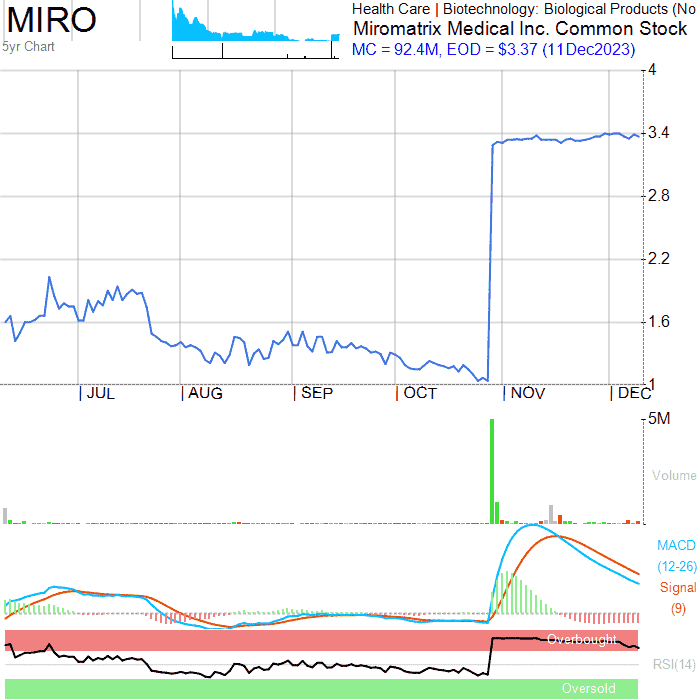 MIRO
5yr Chart
Health Care | Biotechnology: Biological Products (No
Miromatrix Medical Inc. Common Stock
MC = 92.4M, EOD = $3.37 (11Dec2023)
4
3.4
2.8
2.2
1.6
1
JUL AUG SEP OCT NOV DEC
5M
Volume
MACD
(12-26)
Signal
(9)
Overbought
RSI(14)
Oversold